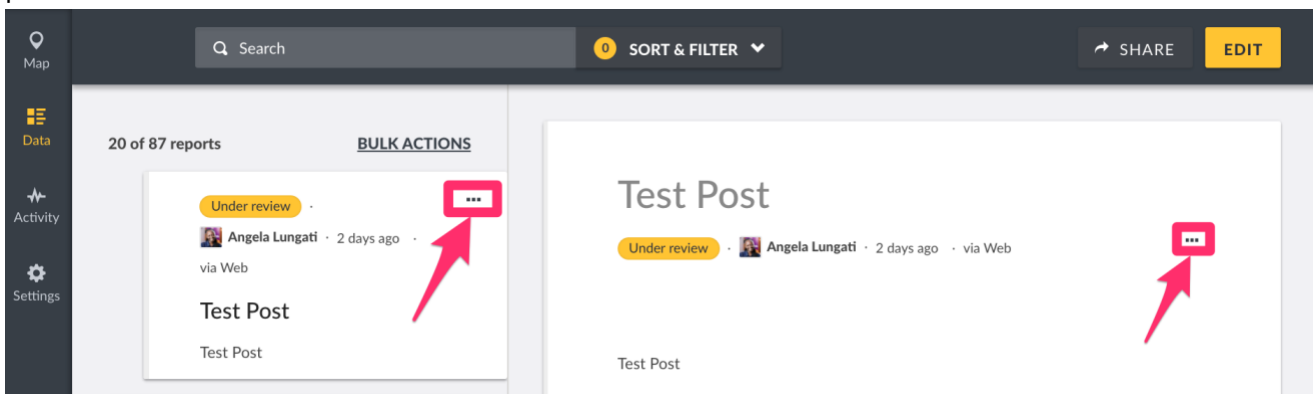 Map
Data
Activity
Settings
Search
0 SORT & FILTER
SHARE
EDIT
20 of 87 reports
BULK ACTIONS
Under review ·
Angela Lungati · 2 days ago ·
via Web
Test Post
Test Post
Test Post
Under review · Angela Lungati · 2 days ago · via Web
Test Post